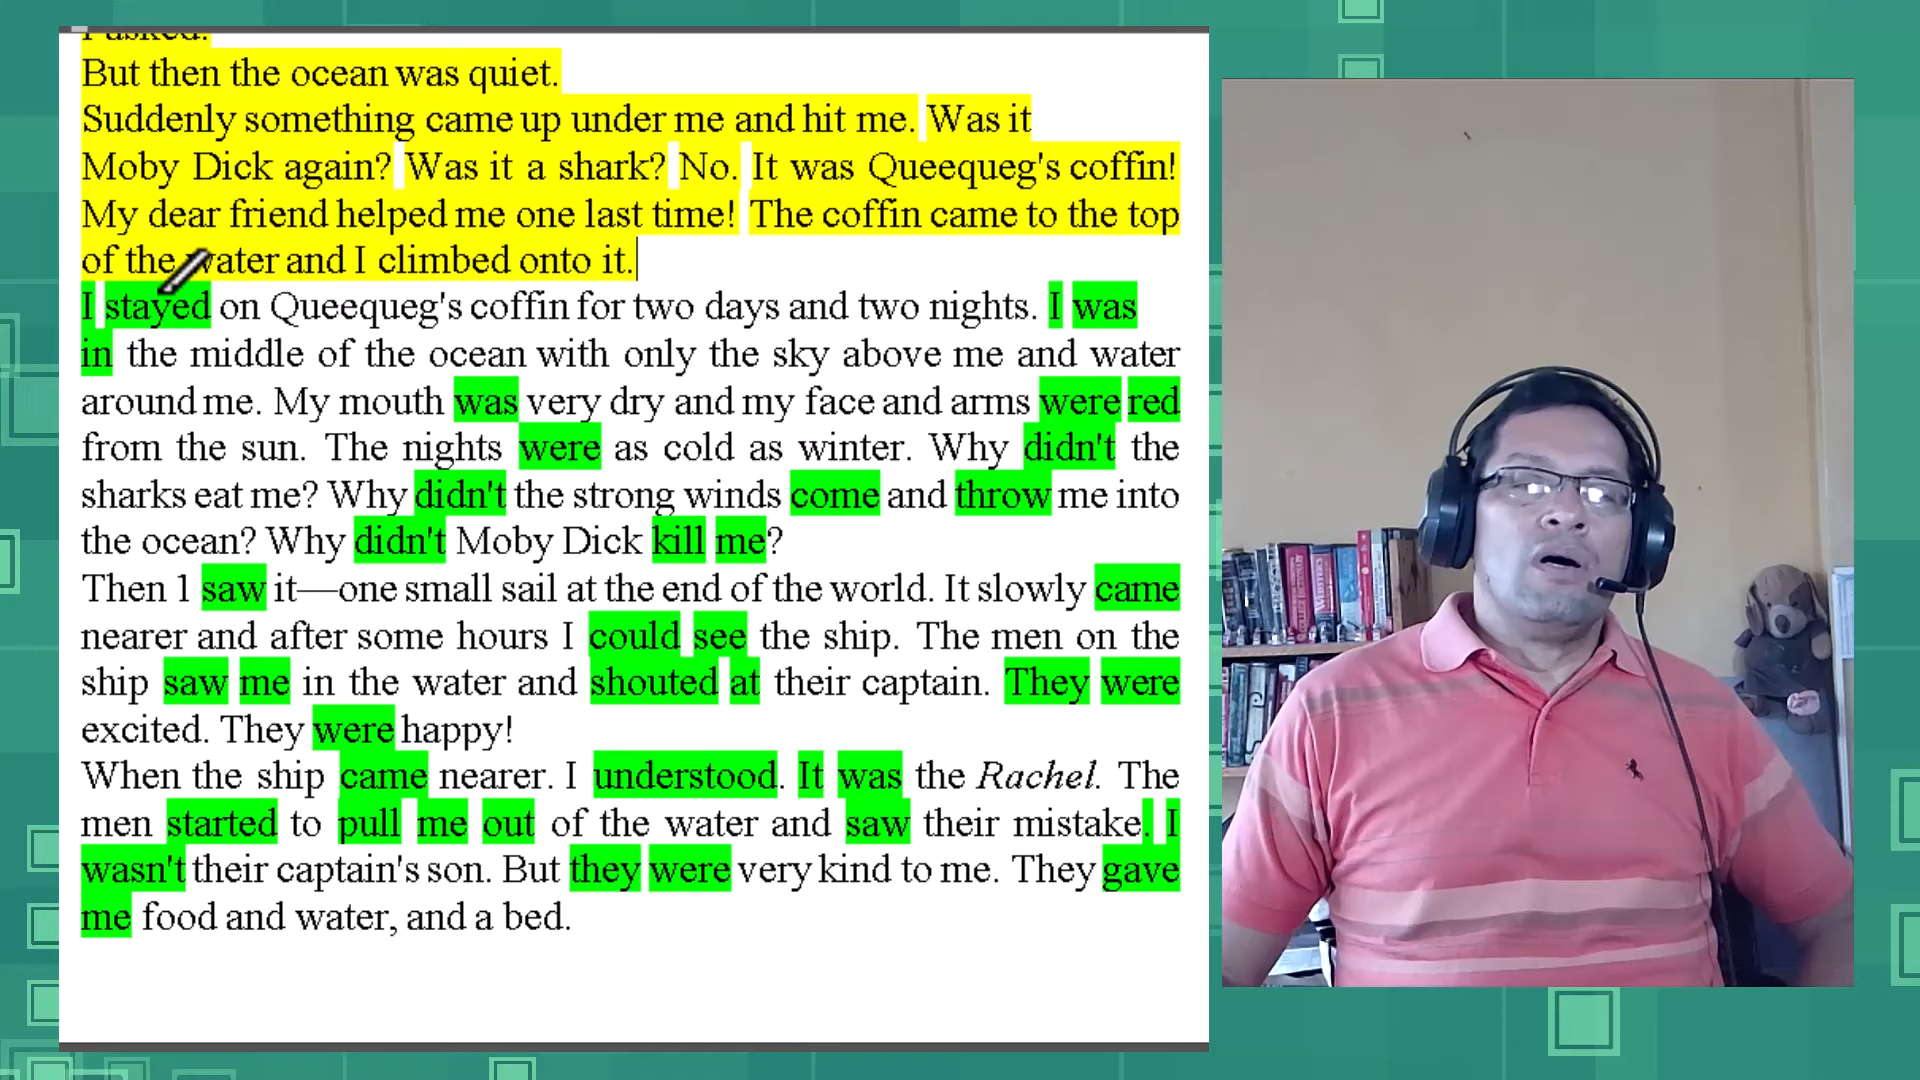 I asked.
But then the ocean was quiet.
Suddenly something came up under me and hit me. Was it
Moby Dick again? Was it a shark? No. It was Queequeg's coffin!
My dear friend helped me one last time! The coffin came to the top
of the water and I climbed onto it.
I stayed on Queequeg's coffin for two days and two nights. I was
in the middle of the ocean with only the sky above me and water
around me. My mouth was very dry and my face and arms were red
from the sun. The nights were as cold as winter. Why didn't the
sharks eat me? Why didn't the strong winds come and throw me into
the ocean? Why didn't Moby Dick kill me?
Then 1 saw it—one small sail at the end of the world. It slowly came
nearer and after some hours I could see the ship. The men on the
ship saw me in the water and shouted at their captain. They were
excited. They were happy!
When the ship came nearer. I understood. It was the Rachel. The
men started to pull me out of the water and saw their mistake. I
wasn't their captain's son. But they were very kind to me. They gave
me food and water, and a bed.